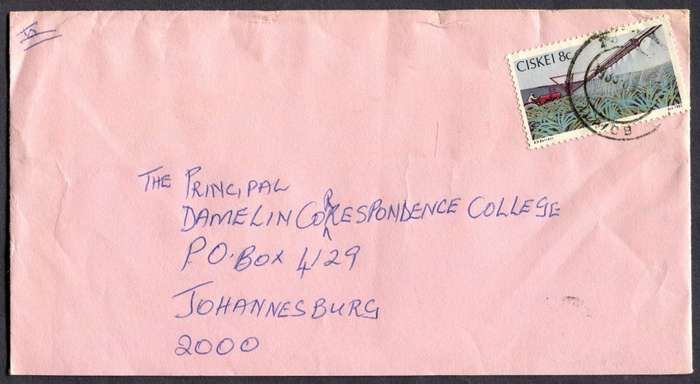 CISKEI 8c
THE PRINCIPAL
DAMELIN CORRESPONDENCE COLLEGE
P.O. BOX 4129
JOHANNESBURG
2000